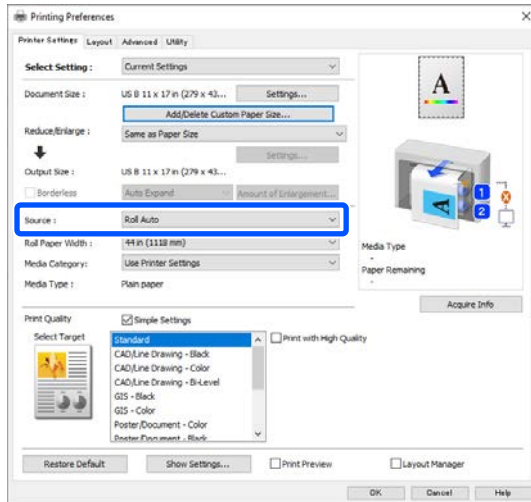 Printing Preferences
Printer Settings Layout Advanced Utility
Select Setting : Current Settings
Document Size : US B 11 x 17 in (279 x 43... Settings...
Add/Delete Custom Paper Size...
Reduce/Enlarge : Same as Paper Size
Settings...
Output Size : US B 11 x 17 in (279 x 43...
Borderless Auto Expand Amount of Enlargement...
Source : Roll Auto
Roll Paper Width : 44 in (1118 mm)
Media Category: Use Printer Settings
Media Type : Plain paper
A
1
2
Media Type
-
Paper Remaining
-
Acquire Info
Print Quality Simple Settings
Select Target
Standard
CAD/Line Drawing - Black
CAD/Line Drawing - Color
CAD/Line Drawing - Bi-Level
GIS - Black
GIS - Color
Poster/Document - Color
Poster/Document - Black
Print with High Quality
Restore Default Show Settings... Print Preview Layout Manager
OK Cancel Help